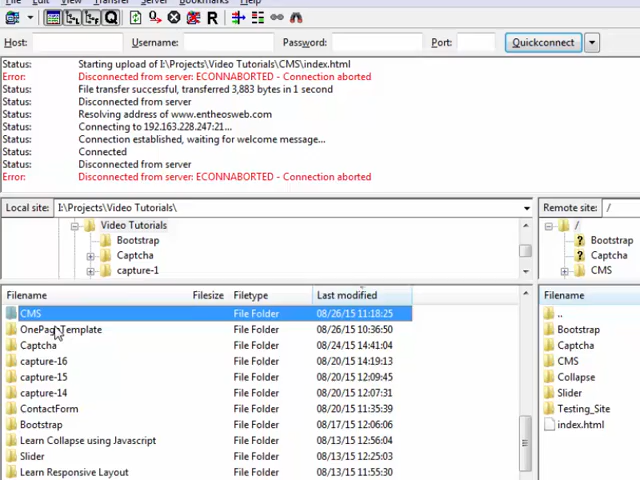 File Edit View Transfer Server Bookmarks Help
Host: Username: Password: Port: Quickconnect
Status: Starting upload of I:\Projects\Video Tutorials\CMS\index.html
Error: Disconnected from server: ECONNABORTED - Connection aborted
Status: File transfer successful, transferred 3,883 bytes in 1 second
Status: Disconnected from server
Status: Resolving address of www.entheosweb.com
Status: Connecting to 192.163.228.247:21...
Status: Connection established, waiting for welcome message...
Status: Connected
Status: Disconnected from server
Error: Disconnected from server: ECONNABORTED - Connection aborted
Local site: I:\Projects\Video Tutorials\ Remote site: /
Video Tutorials /
Bootstrap ? Bootstrap
Captcha ? Captcha
capture-1 CMS
Filename Filesize Filetype Last modified Filename
CMS File Folder 08/26/15 11:18:25 ..
OnePageTemplate File Folder 08/26/15 10:36:50 Bootstrap
Captcha File Folder 08/24/15 14:41:04 Captcha
capture-16 File Folder 08/20/15 14:19:13 CMS
capture-15 File Folder 08/20/15 12:09:45 Collapse
capture-14 File Folder 08/20/15 12:07:31 Slider
ContactForm File Folder 08/20/15 11:35:39 Testing_Site
Bootstrap File Folder 08/17/15 12:06:06 index.html
Learn Collapse using Javascript File Folder 08/13/15 12:56:04
Slider File Folder 08/13/15 12:25:03
Learn Responsive Layout File Folder 08/13/15 11:55:30